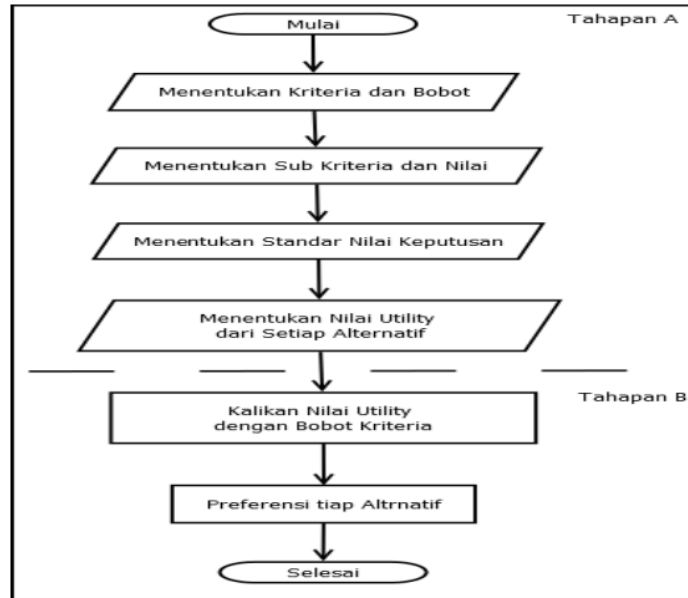 Mulai
Tahapan A
Menentukan Kriteria dan Bobot
Menentukan Sub Kriteria dan Nilai
Menentukan Standar Nilai Keputusan
Menentukan Nilai Utility
dari Setiap Alternatif
Tahapan B
Kalikan Nilai Utility
dengan Bobot Kriteria
Preferensi tiap Altrnatif
Selesai